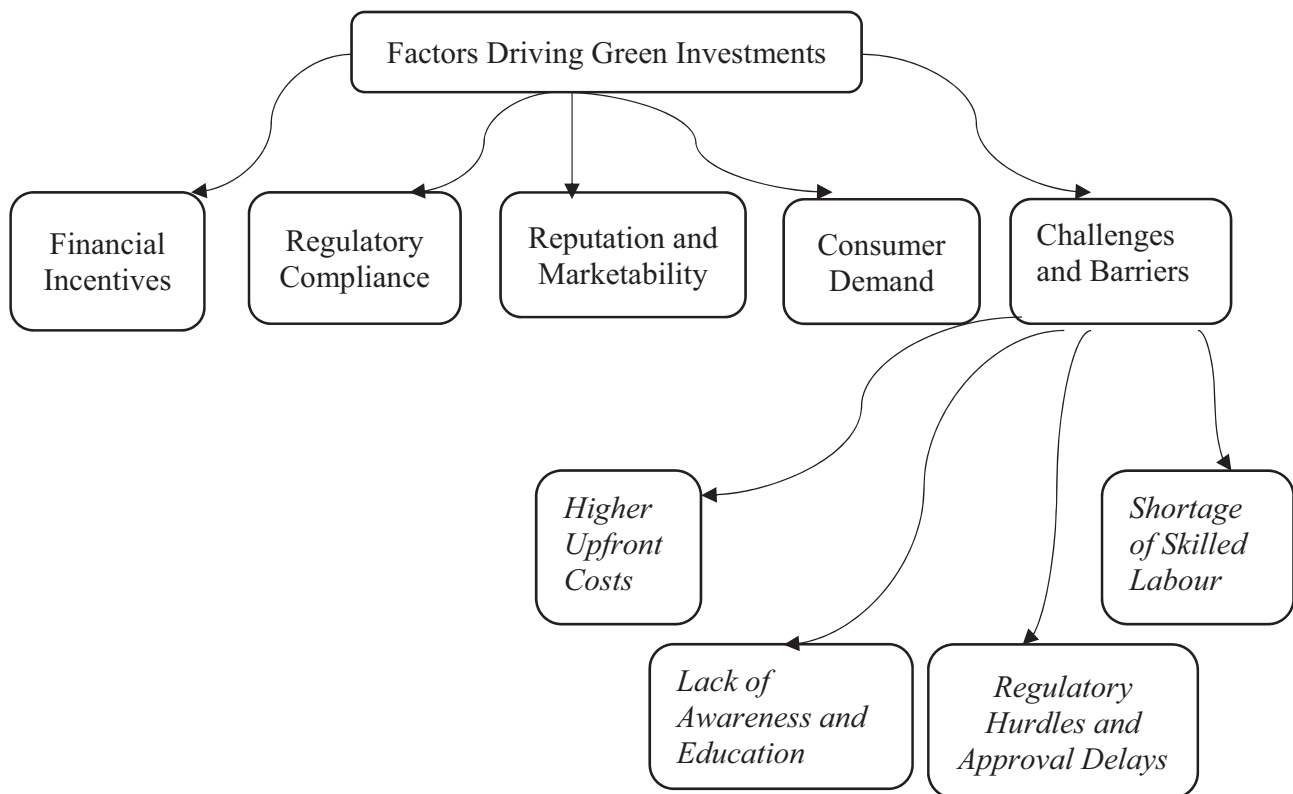 Factors Driving Green Investments
Financial
Incentives
Regulatory
Compliance
Reputation and
Marketability
Consumer
Demand
Challenges
and Barriers
Higher
Upfront
Costs
Shortage
of Skilled
Labour
Lack of
Awareness and
Education
Regulatory
Hurdles and
Approval Delays